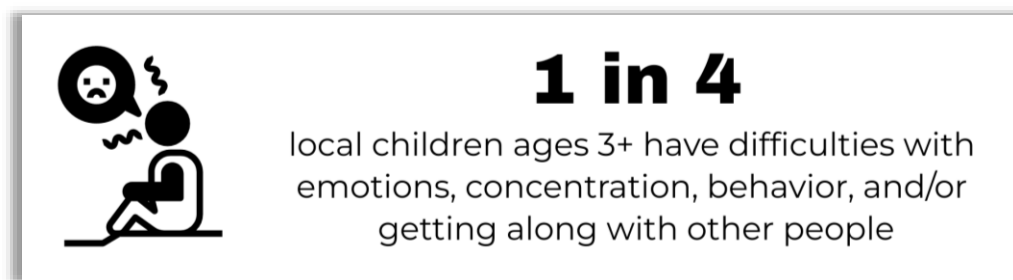 1 in 4
local children ages 3+ have difficulties with
emotions, concentration, behavior, and/or
getting along with other people